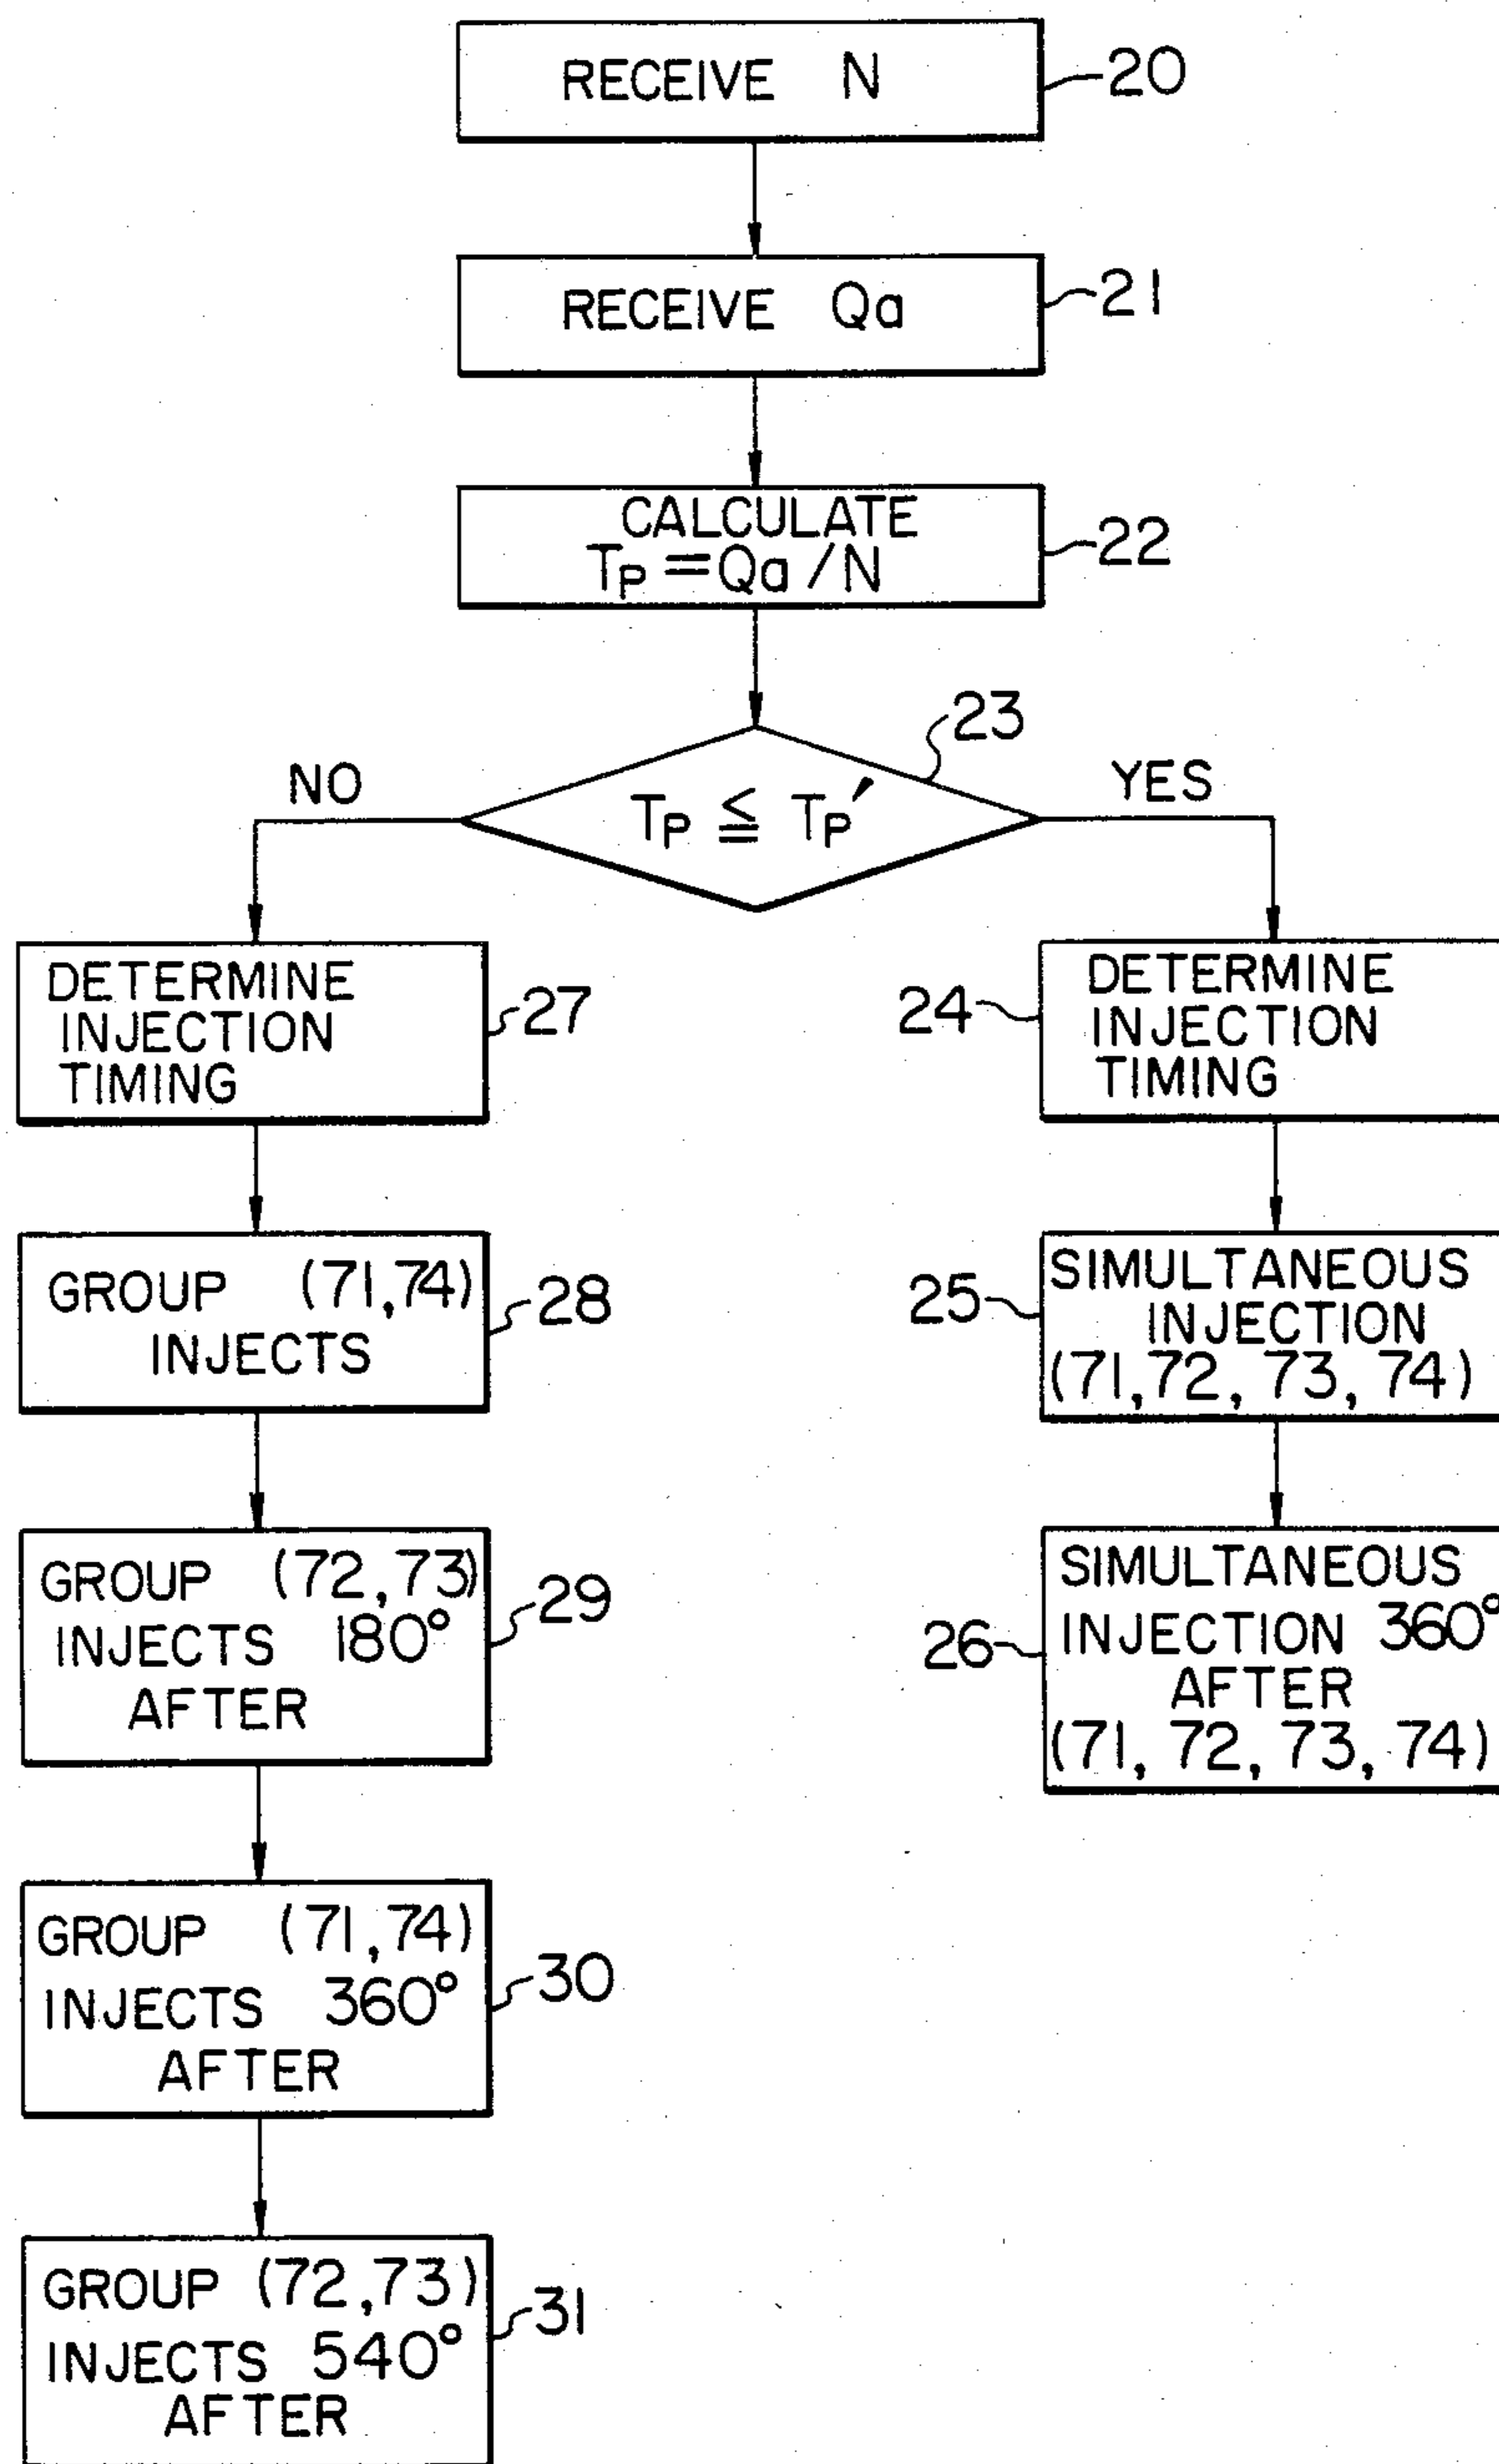 RECEIVE N
20
RECEIVE Qa
21
CALCULATE
TP = Qa / N
22
23
NO
YES
TP ≦ TP′
DETERMINE
INJECTION
TIMING
27
24
DETERMINE
INJECTION
TIMING
GROUP (71,74)
INJECTS
28
25
SIMULTANEOUS
INJECTION
(71,72, 73, 74)
GROUP (72,73)
INJECTS 180°
AFTER
29
26
SIMULTANEOUS
INJECTION 360°
AFTER
(71, 72, 73, 74)
GROUP (71,74)
INJECTS 360°
AFTER
30
GROUP (72,73)
INJECTS 540°
AFTER
31